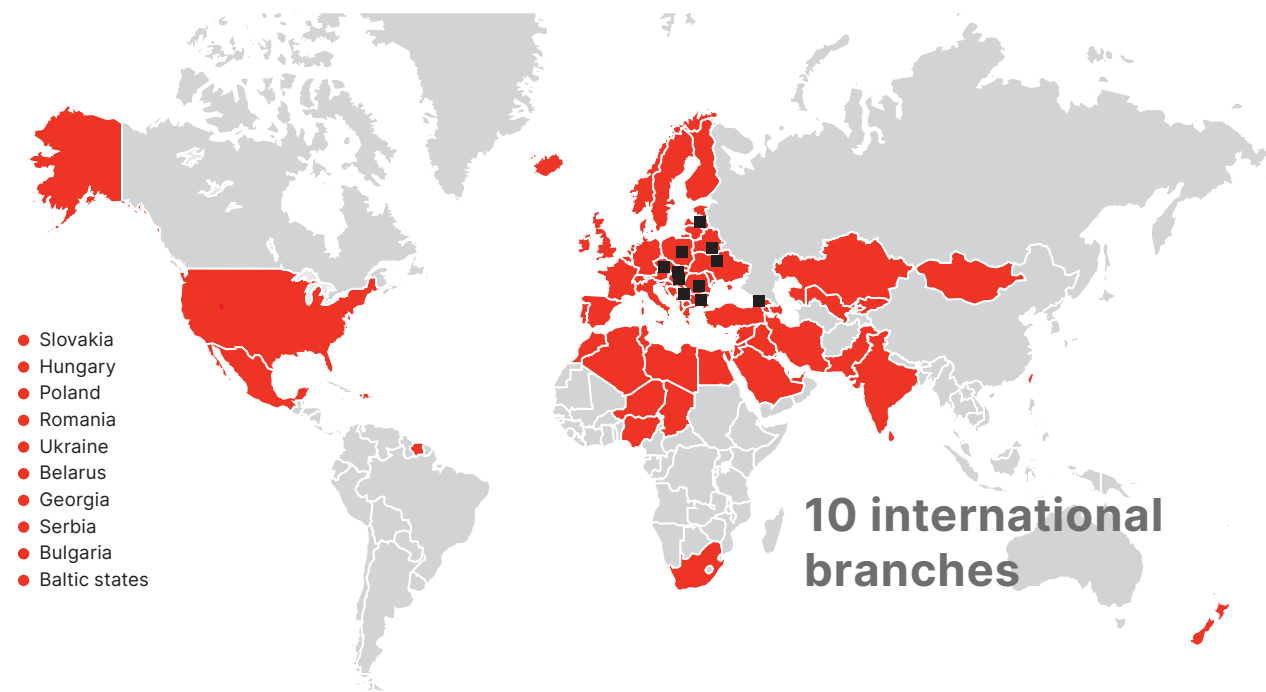 Slovakia
Hungary
Poland
Romania
Ukraine
Belarus
Georgia
Serbia
Bulgaria
Baltic states
10 international
branches